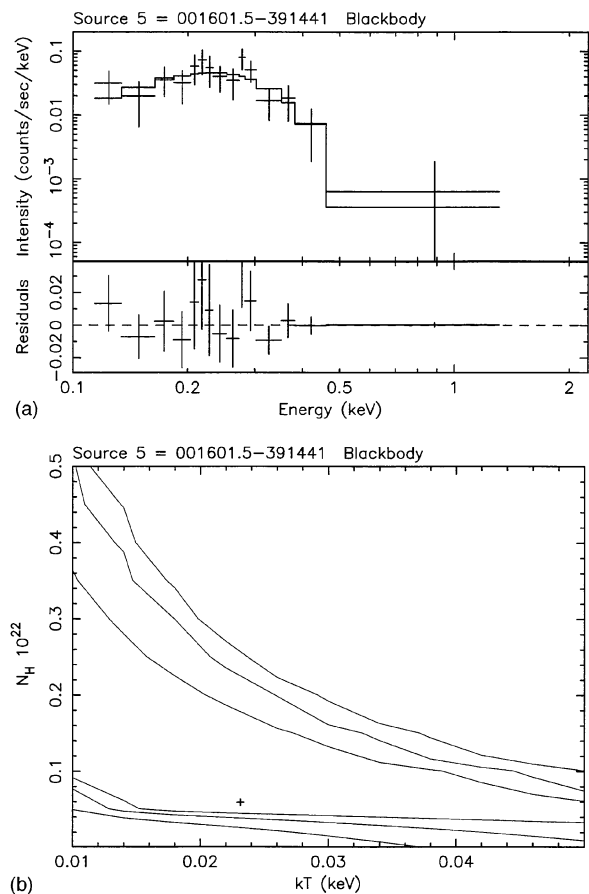 Source 5 = 001601.5−391441 Blackbody
Intensity (counts/sec/keV)
0.1
0.01
10⁻³
10⁻⁴
Residuals
0.02
0
−0.02
0.1 0.2 0.5 1 2
(a) Energy (keV)
Source 5 = 001601.5−391441 Blackbody
N_H 10²²
0.5
0.4
0.3
0.2
0.1
0.01 0.02 0.03 0.04
(b) kT (keV)